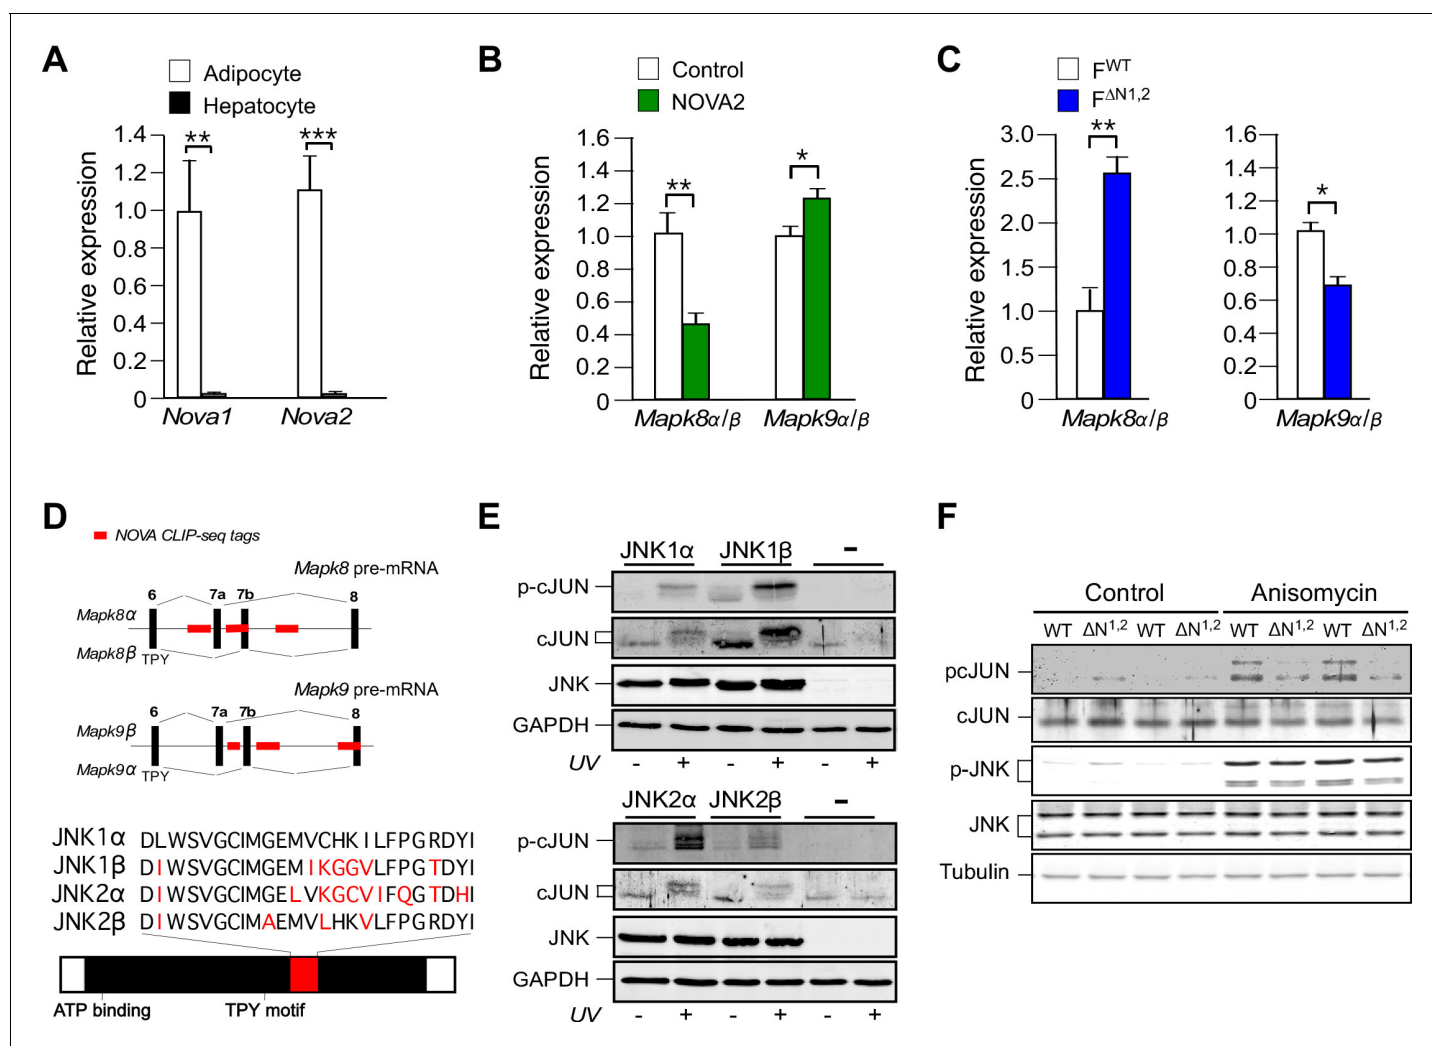 A
Adipocyte
Hepatocyte
Relative expression
1.4
1.2
1.0
0.8
0.6
0.4
0.2
0
**
***
Nova1
Nova2
B
Control
NOVA2
Relative expression
1.6
1.4
1.2
1.0
0.8
0.6
0.4
0.2
0
**
*
Mapk8α/β
Mapk9α/β
C
F^WT
F^ΔN1,2
Relative expression
3.0
2.5
2.0
1.5
1.0
0.5
0
**
Mapk8α/β
1.6
1.4
1.2
1.0
0.8
0.6
0.4
0.2
0
*
Mapk9α/β
D
NOVA CLIP-seq tags
Mapk8 pre-mRNA
6 7a 7b 8
Mapk8α
Mapk8β
TPY
Mapk9 pre-mRNA
6 7a 7b 8
Mapk9β
Mapk9α
TPY
JNK1α DLWSVGCIMGEMVCHKILFPGRDYI
JNK1β DIWSVGCIMGEMIKGGVLFPGTDYI
JNK2α DIWSVGCIMGELVKGCVIFQGTDHI
JNK2β DIWSVGCIMAEMVLHKVLFPGRDYI
ATP binding
TPY motif
E
JNK1α JNK1β –
p-cJUN
cJUN
JNK
GAPDH
UV - + - + - +
JNK2α JNK2β –
p-cJUN
cJUN
JNK
GAPDH
UV - + - + - +
F
Control Anisomycin
WT ΔN1,2 WT ΔN1,2 WT ΔN1,2 WT ΔN1,2
pcJUN
cJUN
p-JNK
JNK
Tubulin